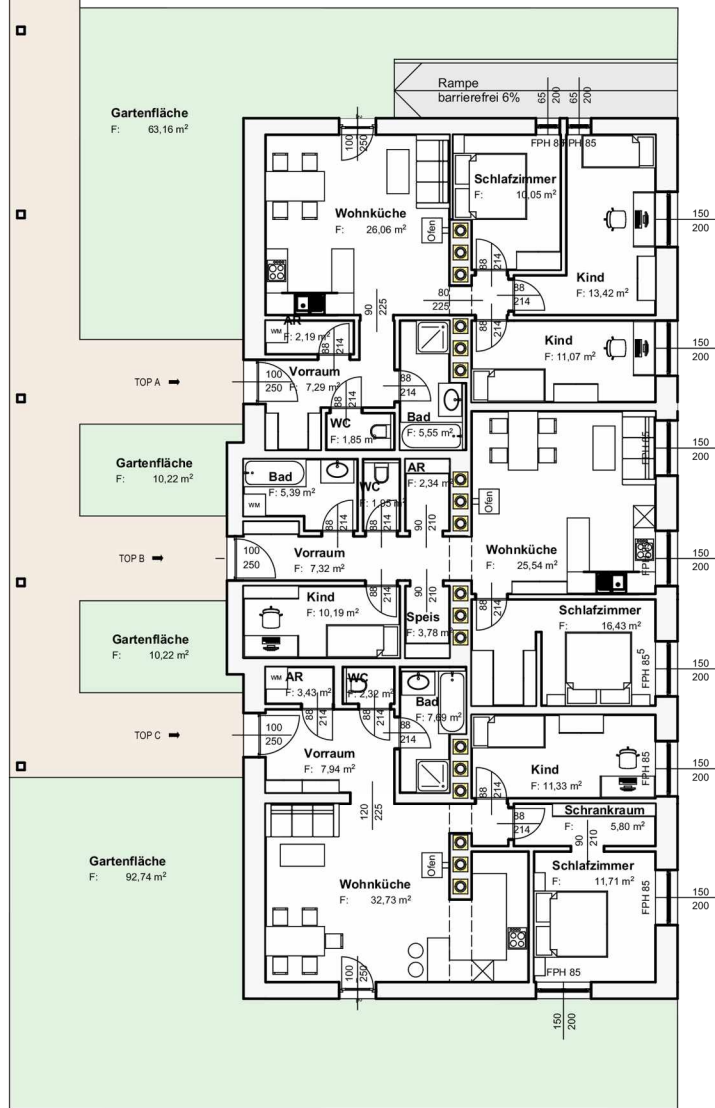 Rampe
barrierefrei 6%
65
200
65
200
Gartenfläche
F: 63,16 m²
100
250
FPH 85
FPH 85
Schlafzimmer
F: 10,05 m²
Wohnküche
F: 26,06 m²
Ofen
150
200
88
214
Kind
F: 13,42 m²
80
225
88
214
90
225
AR
WM
F: 2,19 m²
88
214
88
214
Kind
F: 11,07 m²
150
200
Vorraum
F: 7,29 m²
TOP A
100
250
88
214
88
214
Bad
F: 5,55 m²
WC
F: 1,85 m²
FPH 85
150
200
Gartenfläche
F: 10,22 m²
Bad
F: 5,39 m²
WM
WC
F: 1,95 m²
AR
F: 2,34 m²
Ofen
88
214
88
214
90
210
Wohnküche
F: 25,54 m²
TOP B
100
250
Vorraum
F: 7,32 m²
150
200
Kind
F: 10,19 m²
88
214
90
210
Speis
F: 3,78 m²
88
214
Schlafzimmer
F: 16,43 m²
Gartenfläche
F: 10,22 m²
FPH 85
5
150
200
AR
WM
F: 3,43 m²
WC
F: 2,32 m²
Bad
F: 7,69 m²
88
214
88
214
88
214
TOP C
100
250
Vorraum
F: 7,94 m²
Kind
F: 11,33 m²
FPH 85
150
200
120
225
88
214
88
214
Schrankraum
F: 5,80 m²
90
210
Gartenfläche
F: 92,74 m²
Ofen
Wohnküche
F: 32,73 m²
Schlafzimmer
F: 11,71 m²
FPH 85
150
200
100
250
FPH 85
150
200